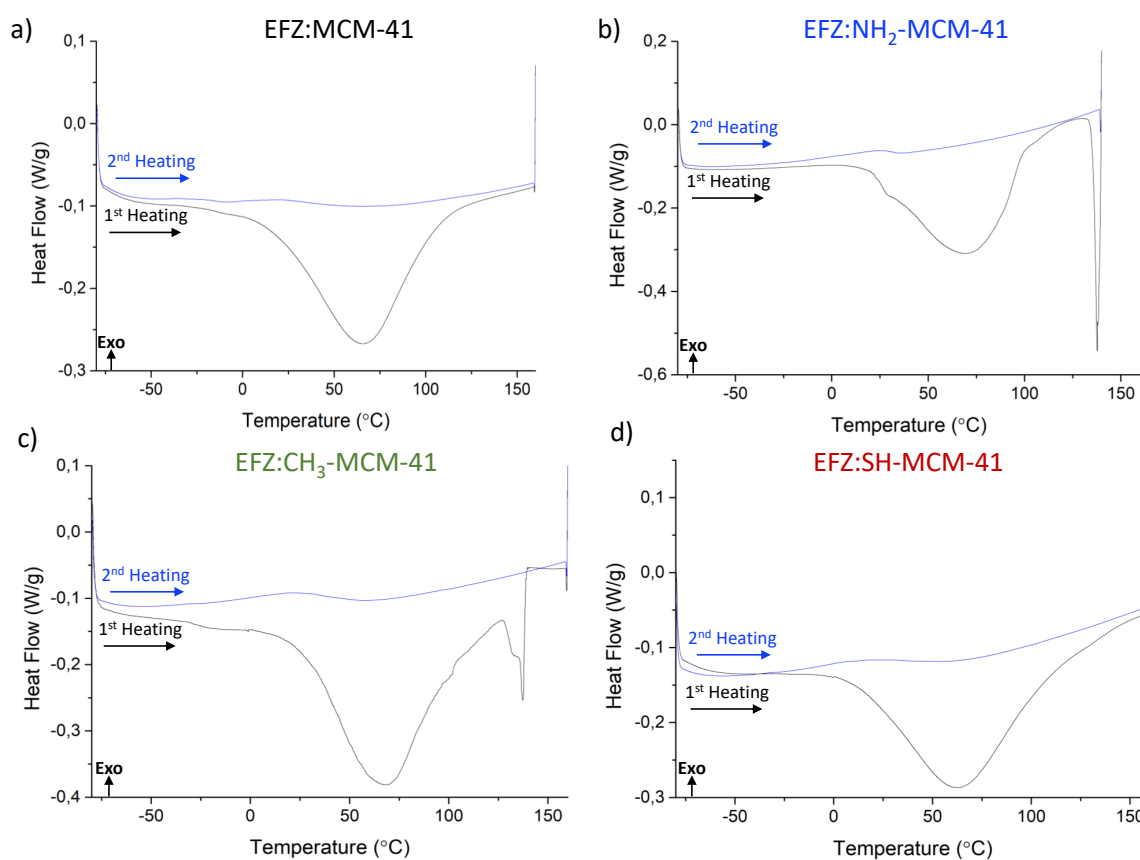 a)
EFZ:MCM-41
0,1
0,0
-0,1
-0,2
-0,3
Heat Flow (W/g)
2nd Heating
1st Heating
Exo
-50
0
50
100
150
Temperature (°C)
b)
EFZ:NH2-MCM-41
0,2
0,0
-0,2
-0,4
-0,6
Heat Flow (W/g)
2nd Heating
1st Heating
Exo
-50
0
50
100
150
Temperature (°C)
c)
EFZ:CH3-MCM-41
0,1
0,0
-0,1
-0,2
-0,3
-0,4
Heat Flow (W/g)
2nd Heating
1st Heating
Exo
-50
0
50
100
150
Temperature (°C)
d)
EFZ:SH-MCM-41
0,1
0,0
-0,1
-0,2
-0,3
Heat Flow (W/g)
2nd Heating
1st Heating
Exo
-50
0
50
100
150
Temperature (°C)